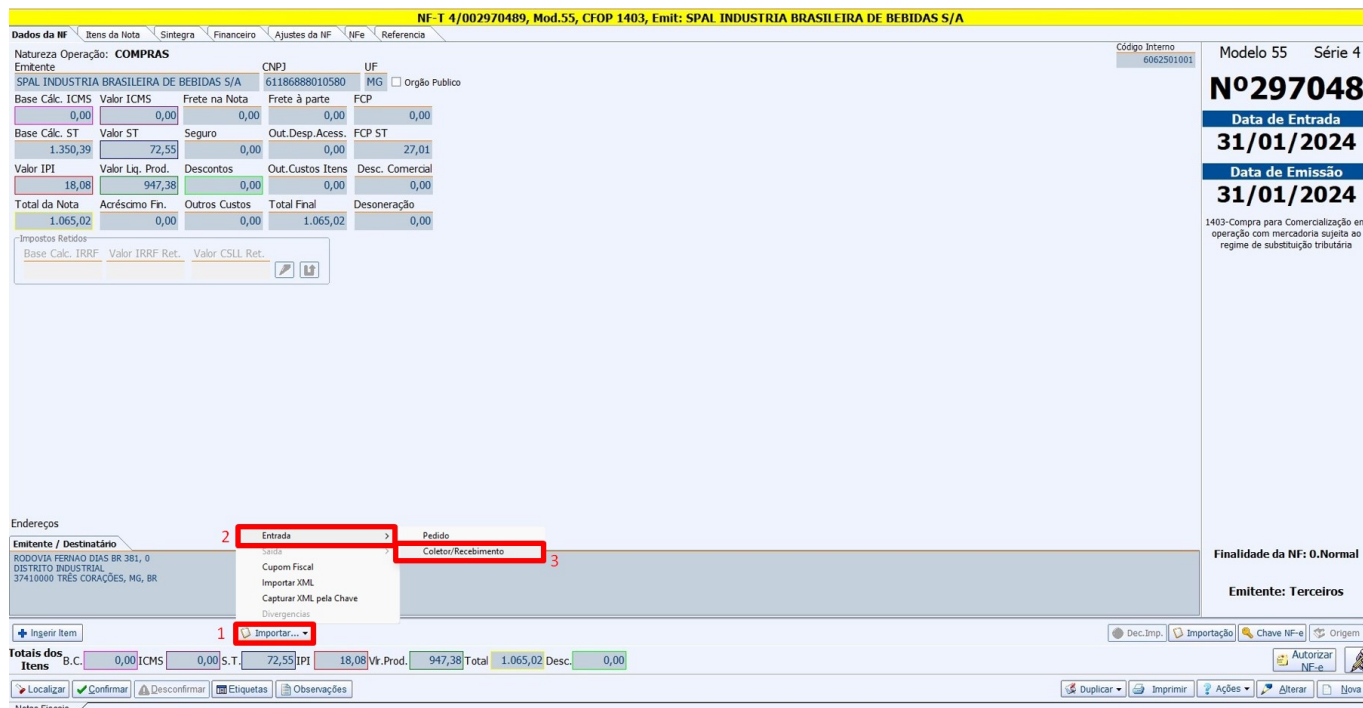 NF-T 4/002970489, Mod.55, CFOP 1403, Emit: SPAL INDUSTRIA BRASILEIRA DE BEBIDAS S/A
Dados da NF Itens da Nota Sintegra Financeiro Ajustes da NF NFe Referencia
Natureza Operação: COMPRAS
Emitente CNPJ UF
SPAL INDUSTRIA BRASILEIRA DE BEBIDAS S/A 61186888010580 MG Orgão Publico
Base Cálc. ICMS Valor ICMS Frete na Nota Frete à parte FCP
0,00 0,00 0,00 0,00 0,00
Base Cálc. ST Valor ST Seguro Out.Desp.Acess. FCP ST
1.350,39 72,55 0,00 0,00 27,01
Valor IPI Valor Liq. Prod. Descontos Out.Custos Itens Desc. Comercial
18,08 947,38 0,00 0,00 0,00
Total da Nota Acréscimo Fin. Outros Custos Total Final Desoneração
1.065,02 0,00 0,00 1.065,02 0,00
Impostos Retidos
Base Calc. IRRF Valor IRRF Ret. Valor CSLL Ret.
Código Interno
6062501001
Modelo 55 Série 4
Nº297048
Data de Entrada
31/01/2024
Data de Emissão
31/01/2024
1403-Compra para Comercialização em
operação com mercadoria sujeita ao
regime de substituição tributária
Endereços
Emitente / Destinatário
RODOVIA FERNAO DIAS BR 381, 0
DISTRITO INDUSTRIAL
37410000 TRÊS CORAÇÕES, MG, BR
2 Entrada > Pedido
Saída > Coletor/Recebimento 3
Cupom Fiscal
Importar XML
Capturar XML pela Chave
Divergencias
Finalidade da NF: 0.Normal
Emitente: Terceiros
Ingerir Item 1 Importar... Dec.Imp. Importação Chave NF-e Origem
Totais dos Itens B.C. 0,00 ICMS 0,00 S.T. 72,55 IPI 18,08 Vlr.Prod. 947,38 Total 1.065,02 Desc. 0,00 Autorizar NF-e
Localizar Confirmar Desconfirmar Etiquetas Observações Duplicar Imprimir Ações Alterar Nova